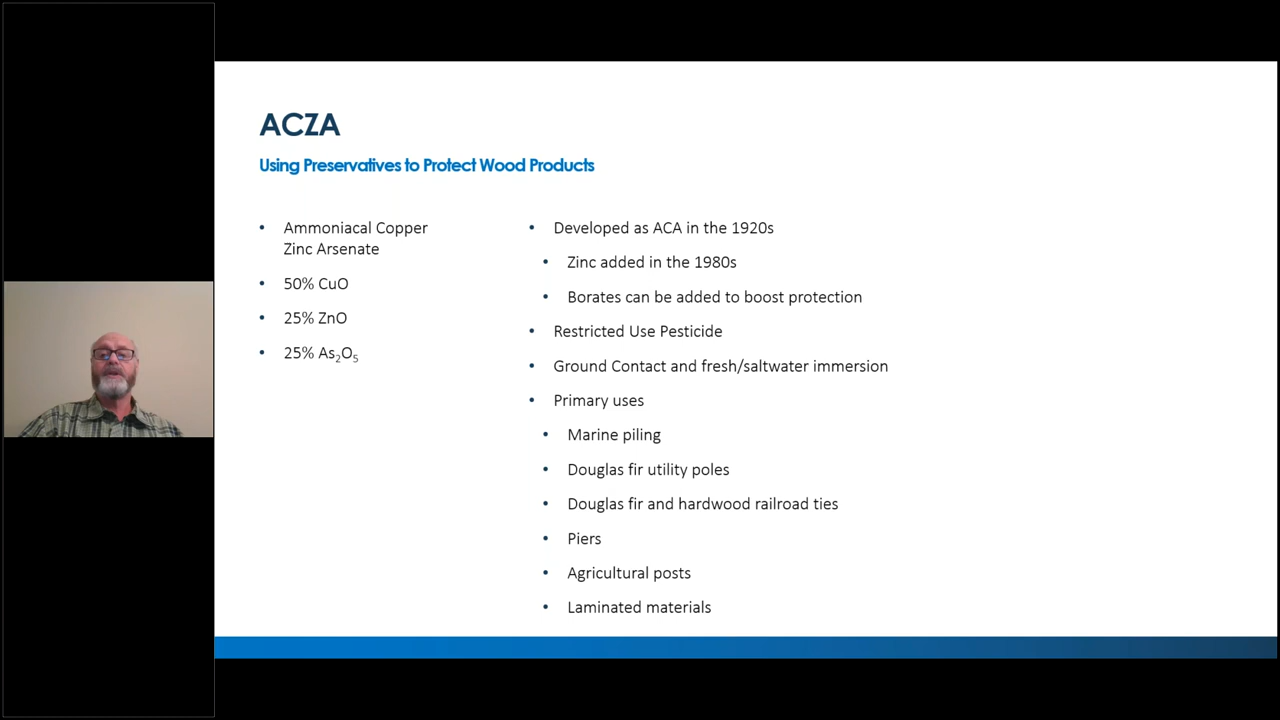 ACZA
Using Preservatives to Protect Wood Products
• Ammoniacal Copper
Zinc Arsenate
• 50% CuO
• 25% ZnO
• 25% As₂O₅
• Developed as ACA in the 1920s
• Zinc added in the 1980s
• Borates can be added to boost protection
• Restricted Use Pesticide
• Ground Contact and fresh/saltwater immersion
• Primary uses
• Marine piling
• Douglas fir utility poles
• Douglas fir and hardwood railroad ties
• Piers
• Agricultural posts
• Laminated materials